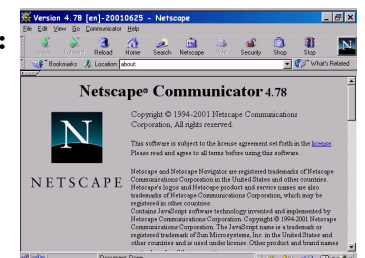 Version 4.78 [en]-20010625 - Netscape
:
File Edit View Go Communicator Help
Back Forward Reload Home Search Netscape Print Security Shop Stop
Bookmarks Location: about: What's Related
Netscape® Communicator 4.78
Copyright © 1994-2001 Netscape Communications
Corporation, All rights reserved.
This software is subject to the license agreement set forth in the license.
Please read and agree to all terms before using this software.
N
NETSCAPE
Netscape and Netscape Navigator are registered trademarks of Netscape
Communications Corporation in the United States and other countries.
Netscape's logos and Netscape product and service names are also
trademarks of Netscape Communications Corporation, which may be
registered in other countries.
Contains JavaScript software technology invented and implemented by
Netscape Communications Corporation. Copyright © 1994-2001 Netscape
Communications Corporation. The JavaScript name is a trademark or
registered trademark of Sun Microsystems, Inc. in the United States and
other countries and is used under license. Other product and brand names
Document: Done